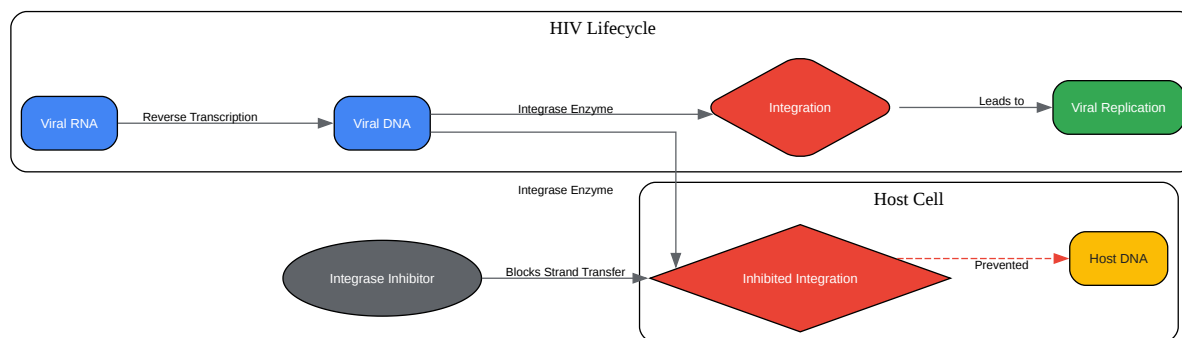 HIV Lifecycle
Viral RNA
Reverse Transcription
Viral DNA
Integrase Enzyme
Integration
Leads to
Viral Replication
Integrase Enzyme
Host Cell
Integrase Inhibitor
Blocks Strand Transfer
Inhibited Integration
Prevented
Host DNA